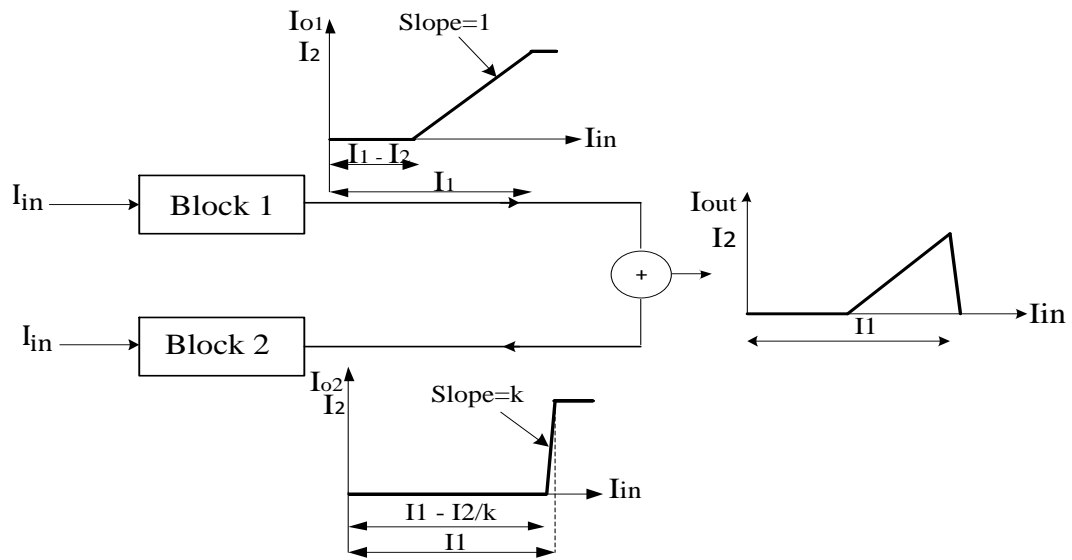 Io1
I2
Slope=1
Iin
I1 - I2
I1
Iin
Block 1
Iout
I2
+
Iin
I1
Iin
Block 2
Io2
I2
Slope=k
Iin
I1 - I2/k
I1